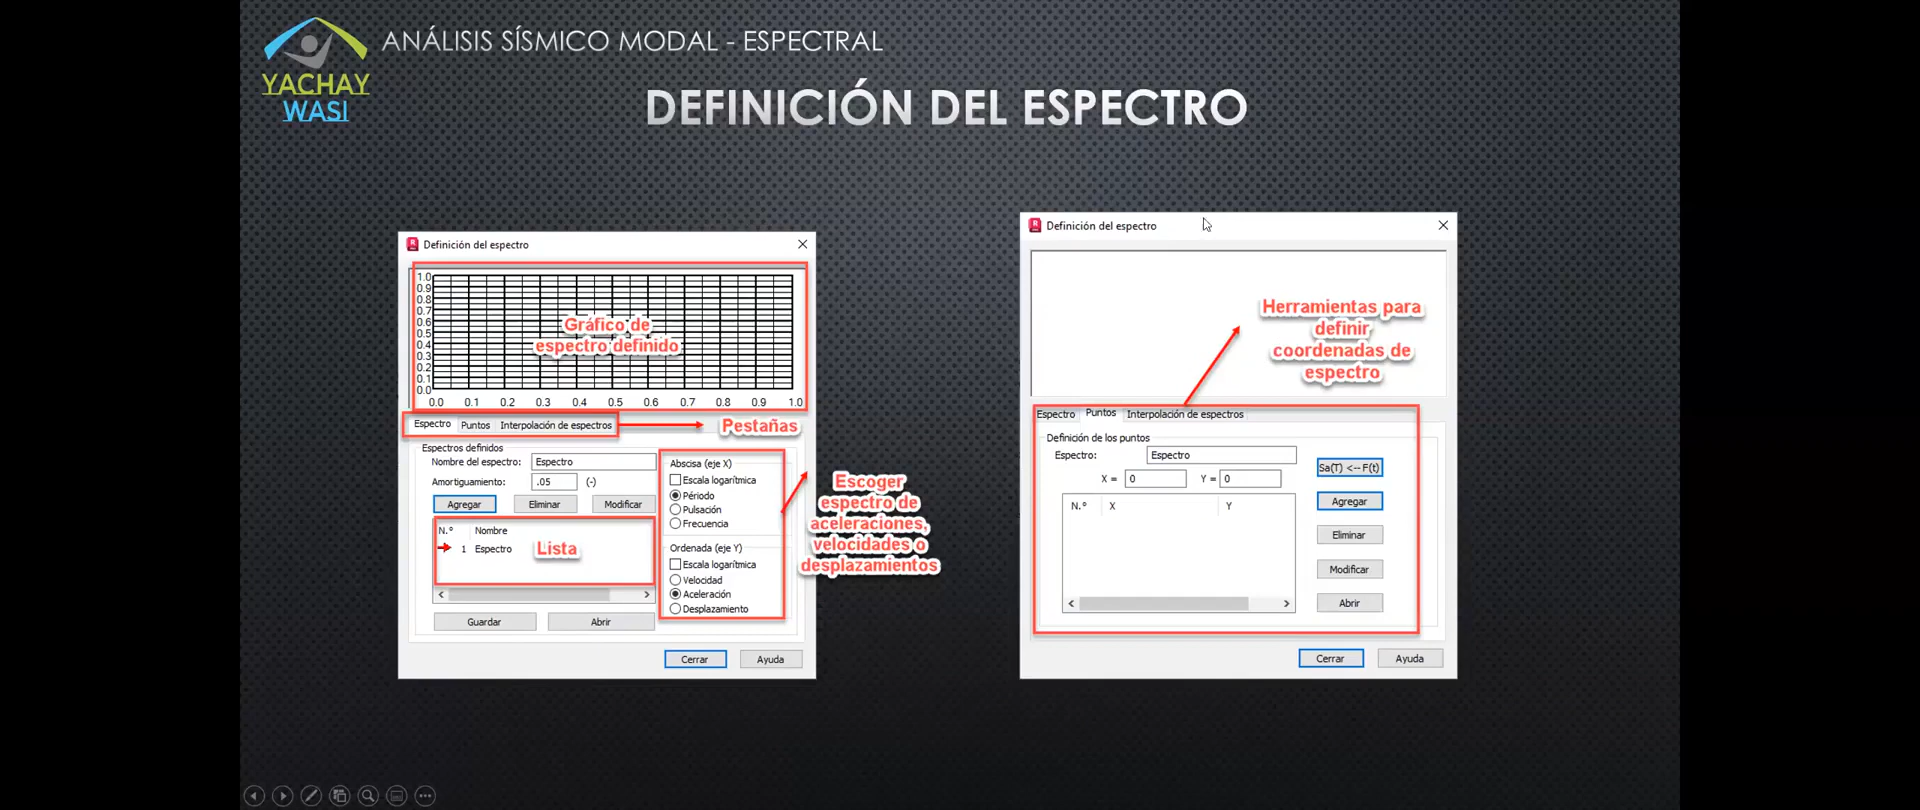 YACHAY
WASI
ANÁLISIS SÍSMICO MODAL - ESPECTRAL
DEFINICIÓN DEL ESPECTRO
Definición del espectro
1.0
0.9
0.8
0.7
0.6
0.5
0.4
0.3
0.2
0.1
0.0
0.0 0.1 0.2 0.3 0.4 0.5 0.6 0.7 0.8 0.9 1.0
Gráfico de
espectro definido
Espectro Puntos Interpolación de espectros
Pestañas
Espectros definidos
Nombre del espectro: Espectro
Amortiguamiento: .05 (-)
Agregar Eliminar Modificar
N.º Nombre
1 Espectro
Lista
Guardar Abrir
Abscisa (eje X)
Escala logarítmica
Período
Pulsación
Frecuencia
Ordenada (eje Y)
Escala logarítmica
Velocidad
Aceleración
Desplazamiento
Cerrar Ayuda
Escoger
espectro de
aceleraciones,
velocidades o
desplazamientos
Definición del espectro
Herramientas para
definir
coordenadas de
espectro
Espectro Puntos Interpolación de espectros
Definición de los puntos
Espectro: Espectro
X = 0 Y = 0
N.º X Y
Sa(T) <-- F(t)
Agregar
Eliminar
Modificar
Abrir
Cerrar Ayuda